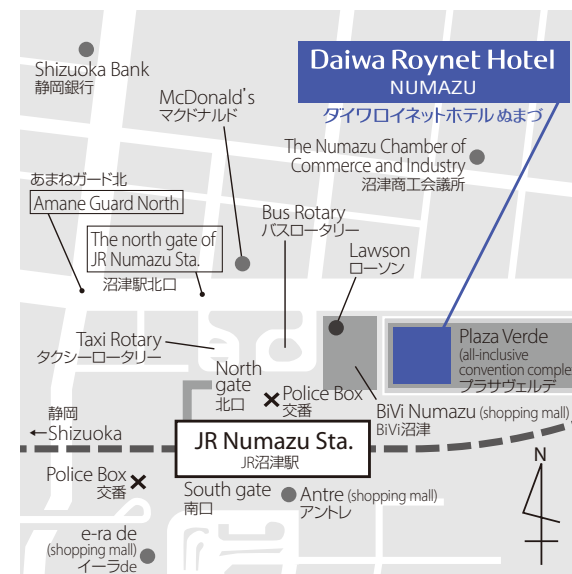 Daiwa Roynet Hotel
NUMAZU
ダイワロイネットホテル ぬまづ
Shizuoka Bank
静岡銀行
McDonald's
マクドナルド
The Numazu Chamber of
Commerce and Industry
沼津商工会議所
あまねガード北
Amane Guard North
The north gate of
JR Numazu Sta.
沼津駅北口
Bus Rotary
バスロータリー
Lawson
ローソン
Taxi Rotary
タクシーロータリー
Plaza Verde
(all-inclusive
convention comple
プラサヴェルデ
North
gate
北口
Police Box
交番
BiVi Numazu (shopping mall)
BiVi沼津
静岡
←Shizuoka
JR Numazu Sta.
JR沼津駅
N
Police Box
交番
South gate
南口
Antre (shopping mall)
アントレ
e-ra de
(shopping mall)
イーラde